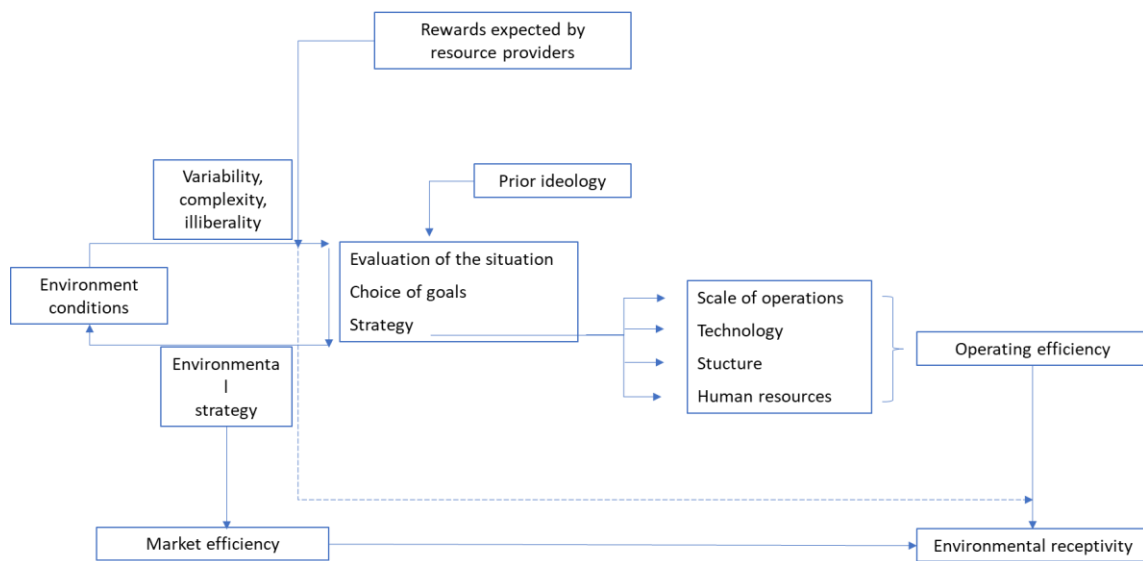 Rewards expected by
resource providers
Variability,
complexity,
illiberality
Prior ideology
Evaluation of the situation
Choice of goals
Strategy
Environment
conditions
Scale of operations
Technology
Stucture
Human resources
Operating efficiency
Environmenta
l
strategy
Market efficiency
Environmental receptivity